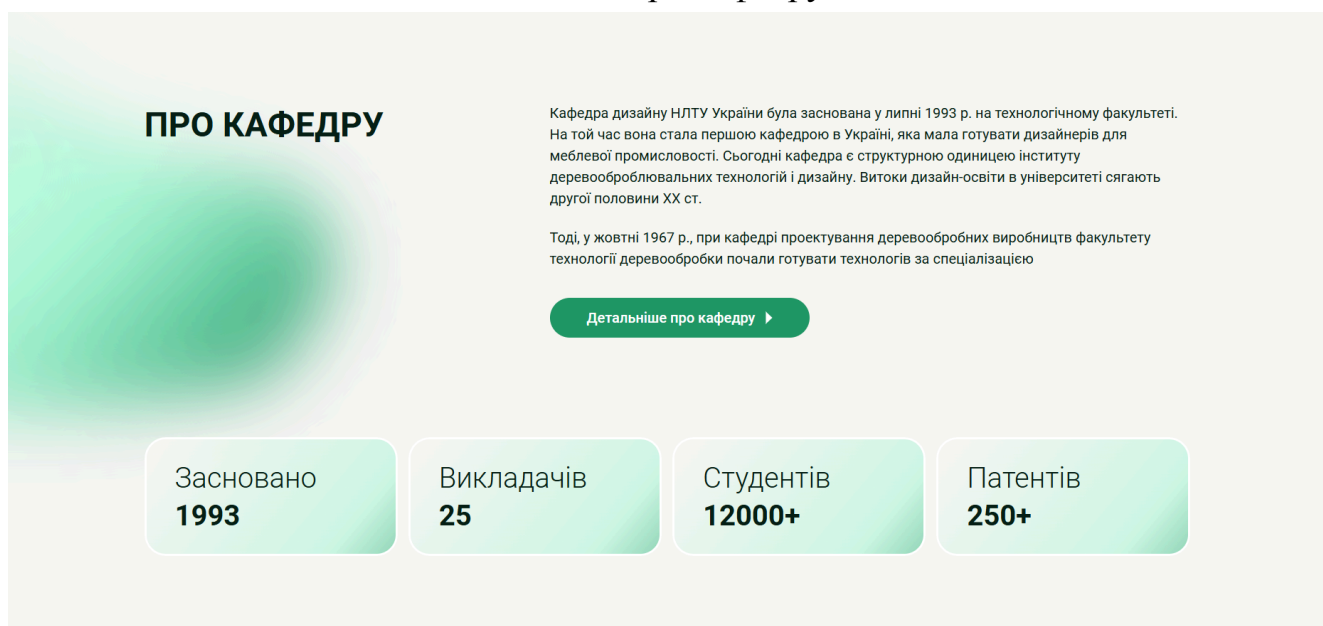 ПРО КАФЕДРУ
Кафедра дизайну НЛТУ України була заснована у липні 1993 р. на технологічному факультеті.
На той час вона стала першою кафедрою в Україні, яка мала готувати дизайнерів для
меблевої промисловості. Сьогодні кафедра є структурною одиницею інституту
деревооброблювальних технологій і дизайну. Витоки дизайн-освіти в університеті сягають
другої половини ХХ ст.
Тоді, у жовтні 1967 р., при кафедрі проектування деревообробних виробництв факультету
технології деревообробки почали готувати технологів за спеціалізацією
Детальніше про кафедру
Засновано
1993
Викладачів
25
Студентів
12000+
Патентів
250+